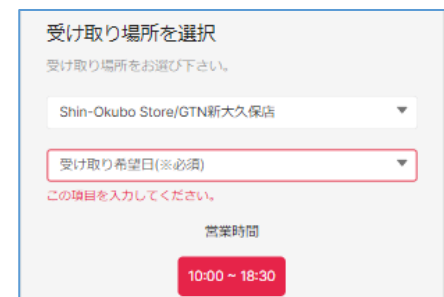 受け取り場所を選択
受け取り場所をお選び下さい。
Shin-Okubo Store/GTN新大久保店
受け取り希望日(※必須)
この項目を入力してください。
営業時間
10:00 ~ 18:30